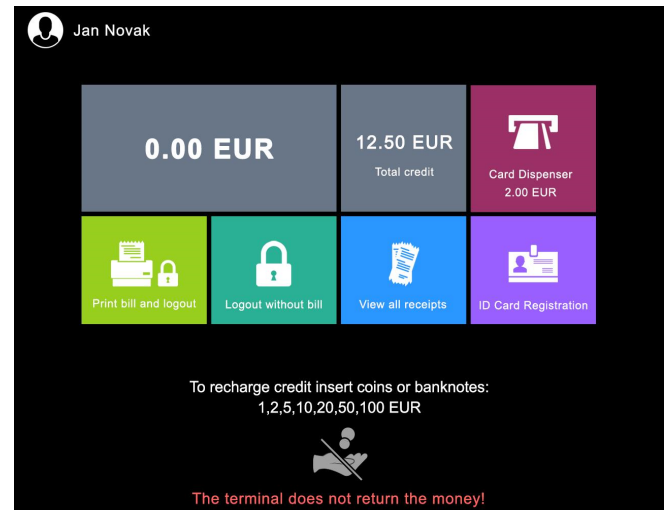 Jan Novak
0.00 EUR
12.50 EUR
Total credit
Card Dispenser
2.00 EUR
Print bill and logout
Logout without bill
View all receipts
ID Card Registration
To recharge credit insert coins or banknotes:
1,2,5,10,20,50,100 EUR
The terminal does not return the money!